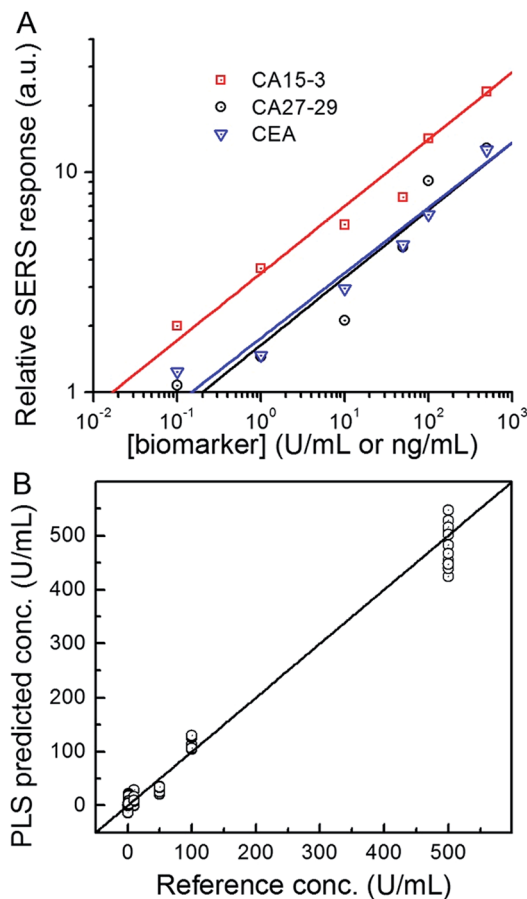 A
Relative SERS response (a.u.)
CA15-3
CA27-29
CEA
10
1
10⁻² 10⁻¹ 10⁰ 10¹ 10² 10³
[biomarker] (U/mL or ng/mL)
B
PLS predicted conc. (U/mL)
500
400
300
200
100
0
0 100 200 300 400 500
Reference conc. (U/mL)